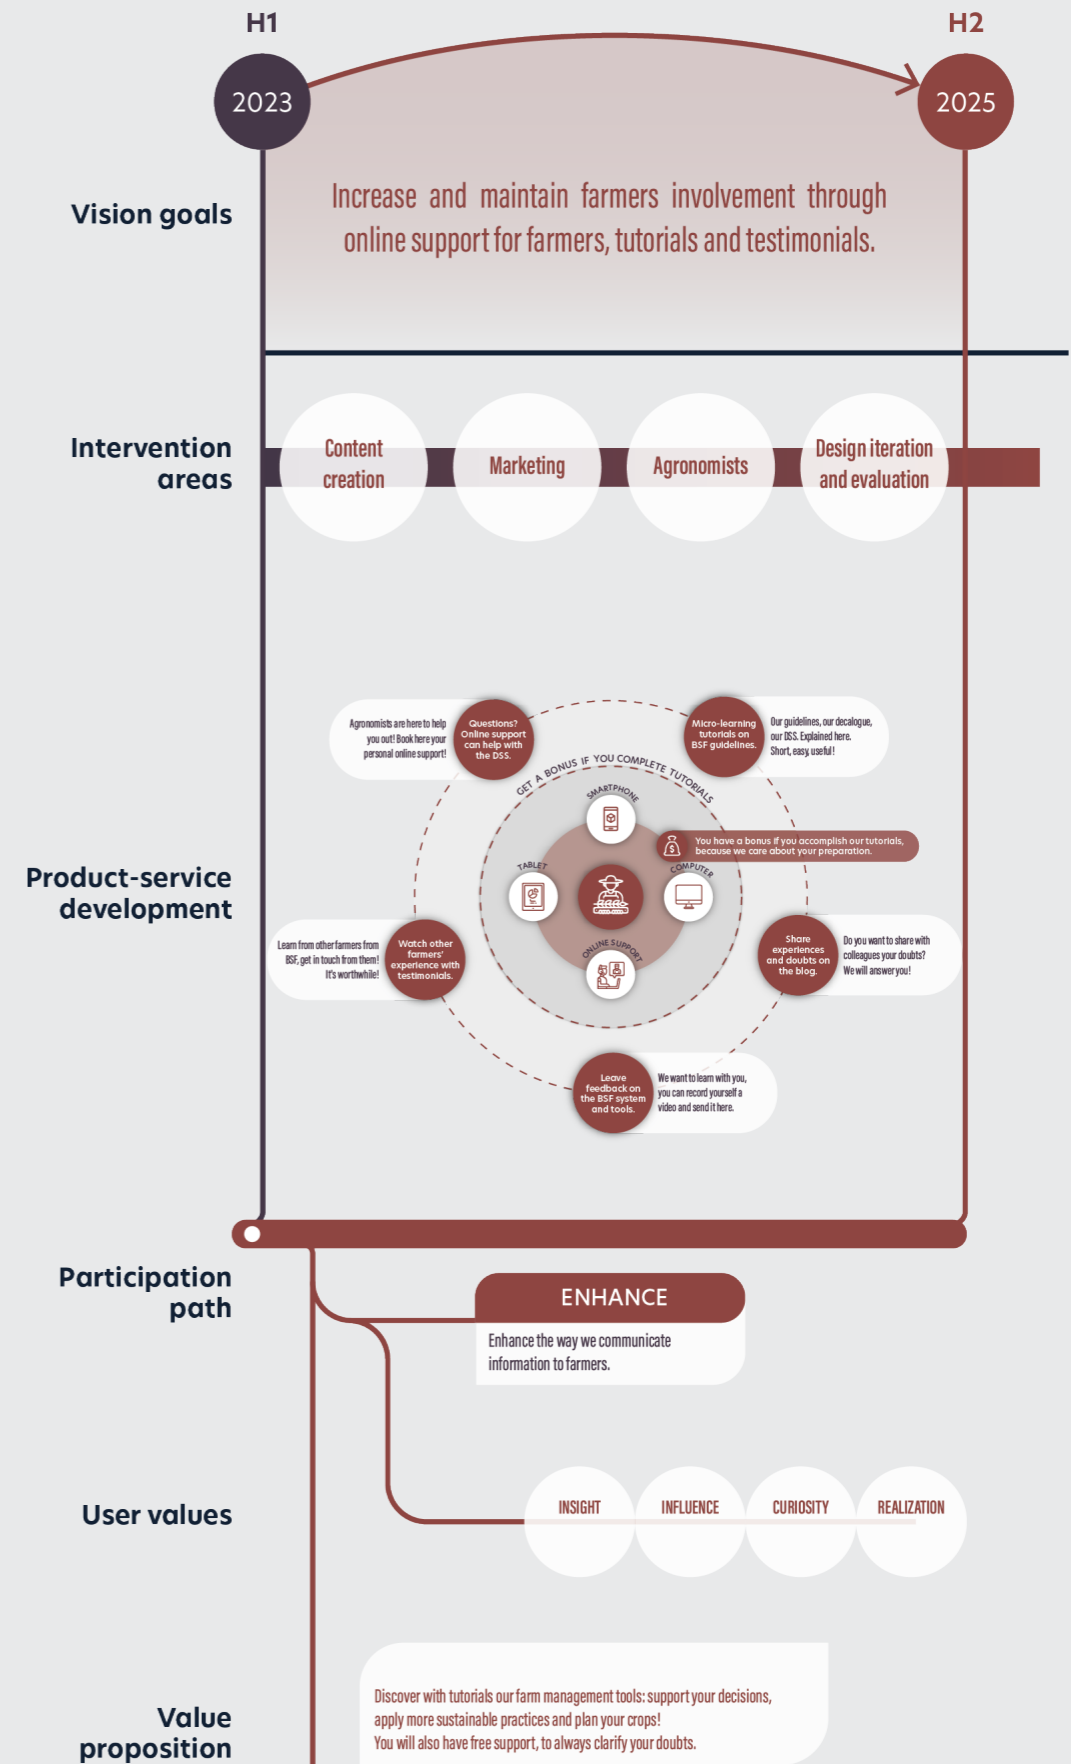 H1
H2
2023
2025
Vision goals
Increase and maintain farmers involvement through
online support for farmers, tutorials and testimonials.
Intervention
areas
Content
creation
Marketing
Agronomists
Design iteration
and evaluation
Product-service
development
Agronomists are here to help
you out! Book here your
personal online support!
Questions?
Online support
can help with
the DSS.
Micro-learning
tutorials on
BSF guidelines.
Our guidelines, our decalogue,
our DSS. Explained here.
Short, easy, useful!
GET A BONUS IF YOU COMPLETE TUTORIALS
SMARTPHONE
You have a bonus if you accomplish our tutorials,
because we care about your preparation.
TABLET
COMPUTER
ONLINE SUPPORT
Learn from other farmers from
BSF, get in touch from them!
It's worthwhile!
Watch other
farmers'
experience with
testimonials.
Share
experiences
and doubts on
the blog.
Do you want to share with
colleagues your doubts?
We will answer you!
Leave
feedback on
the BSF system
and tools.
We want to learn with you,
you can record yourself a
video and send it here.
Participation
path
ENHANCE
Enhance the way we communicate
information to farmers.
User values
INSIGHT
INFLUENCE
CURIOSITY
REALIZATION
Value
proposition
Discover with tutorials our farm management tools: support your decisions,
apply more sustainable practices and plan your crops!
You will also have free support, to always clarify your doubts.